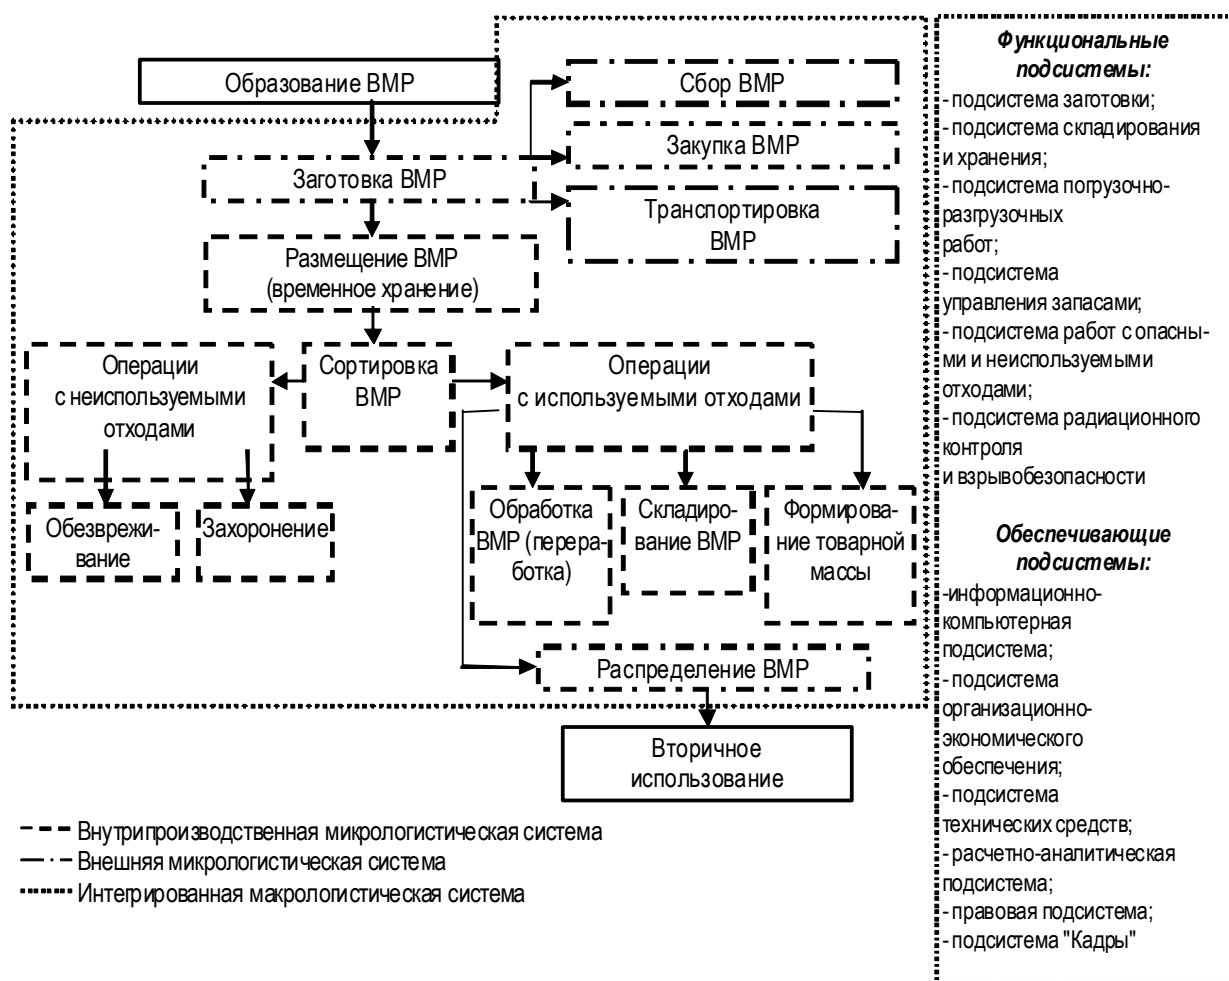 Образование ВМР
Сбор ВМР
Закупка ВМР
Заготовка ВМР
Транспортировка
ВМР
Размещение ВМР
(временное хранение)
Операции
с неиспользуемыми
отходами
Сортировка
ВМР
Операции
с используемыми отходами
Обезврежи-
вание
Захоронение
Обработка
ВМР (перера-
ботка)
Складиро-
вание ВМР
Формирова-
ние товарной
массы
Распределение ВМР
Вторичное
использование
Внутрипроизводственная микрологистическая система
Внешняя микрологистическая система
Интегрированная макрологистическая система
Функциональные
подсистемы:
- подсистема заготовки;
- подсистема складирования
и хранения;
- подсистема погрузочно-
разгрузочных
работ;
- подсистема
управления запасами;
- подсистема работ с опасны-
ми и неиспользуемыми
отходами;
- подсистема радиационного
контроля
и взрывобезопасности
Обеспечивающие
подсистемы:
-информационно-
компьютерная
подсистема;
- подсистема
организационно-
экономического
обеспечения;
- подсистема
технических средств;
- расчетно-аналитическая
подсистема;
- правовая подсистема;
- подсистема "Кадры"